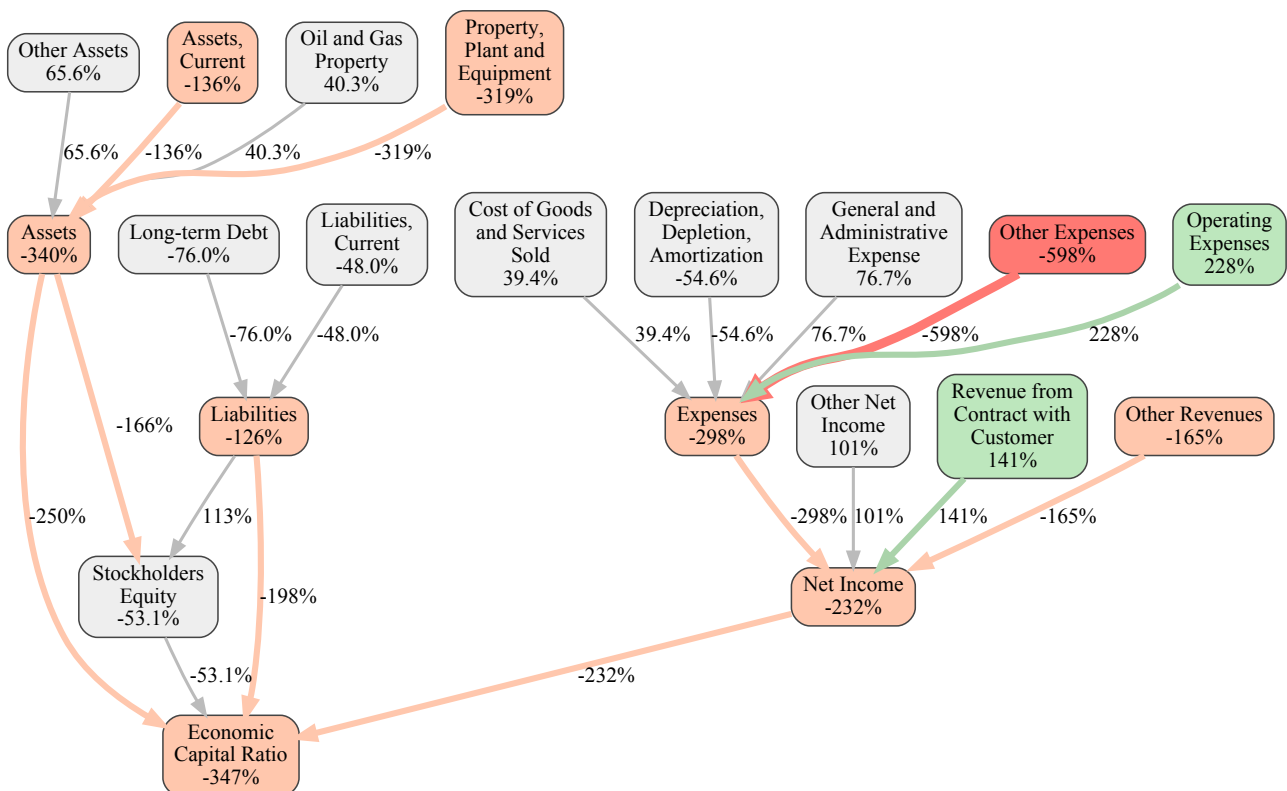 Other Assets
65.6%
Assets,
Current
-136%
Oil and Gas
Property
40.3%
Property,
Plant and
Equipment
-319%
65.6%
-136%
40.3%
-319%
Assets
-340%
Long-term Debt
-76.0%
Liabilities,
Current
-48.0%
Cost of Goods
and Services
Sold
39.4%
Depreciation,
Depletion,
Amortization
-54.6%
General and
Administrative
Expense
76.7%
Other Expenses
-598%
Operating
Expenses
228%
-76.0%
-48.0%
39.4%
-54.6%
76.7%
-598%
228%
-166%
Liabilities
-126%
Expenses
-298%
Other Net
Income
101%
Revenue from
Contract with
Customer
141%
Other Revenues
-165%
-250%
113%
-298%
101%
141%
-165%
Stockholders
Equity
-53.1%
-198%
Net Income
-232%
-53.1%
-232%
Economic
Capital Ratio
-347%